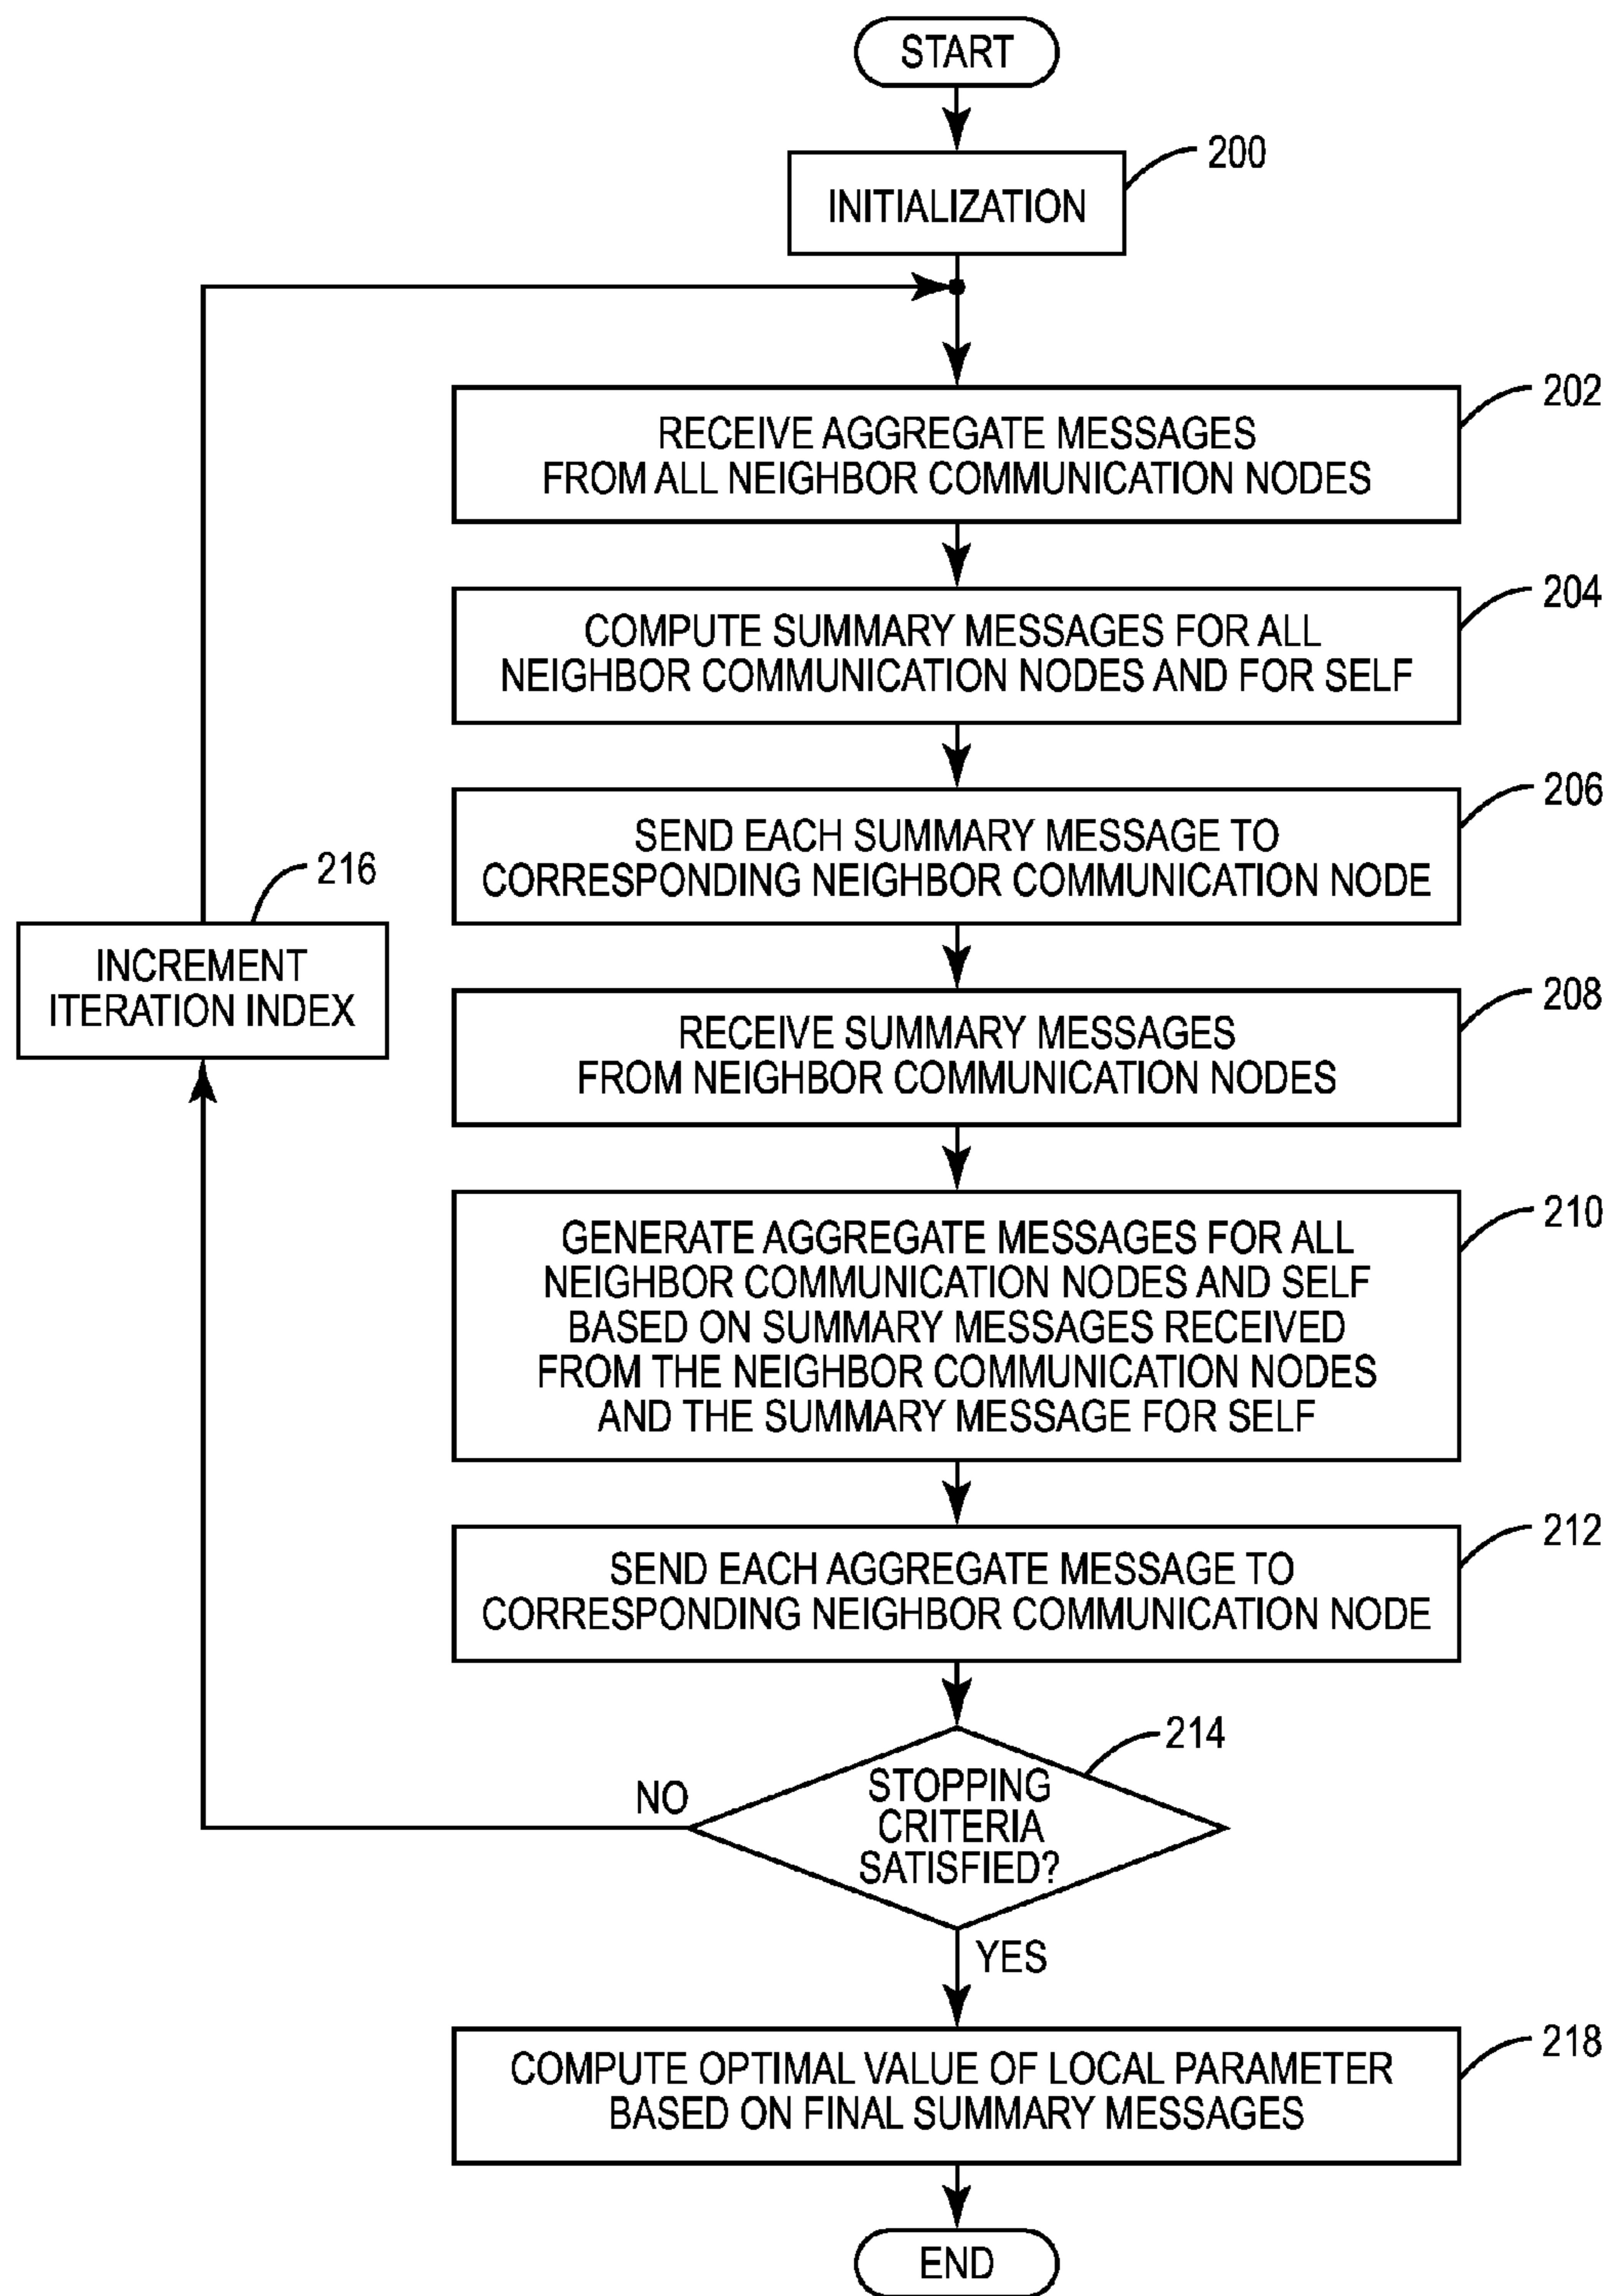 START
200
INITIALIZATION
202
RECEIVE AGGREGATE MESSAGES
FROM ALL NEIGHBOR COMMUNICATION NODES
204
COMPUTE SUMMARY MESSAGES FOR ALL
NEIGHBOR COMMUNICATION NODES AND FOR SELF
206
SEND EACH SUMMARY MESSAGE TO
CORRESPONDING NEIGHBOR COMMUNICATION NODE
216
INCREMENT
ITERATION INDEX
208
RECEIVE SUMMARY MESSAGES
FROM NEIGHBOR COMMUNICATION NODES
210
GENERATE AGGREGATE MESSAGES FOR ALL
NEIGHBOR COMMUNICATION NODES AND SELF
BASED ON SUMMARY MESSAGES RECEIVED
FROM THE NEIGHBOR COMMUNICATION NODES
AND THE SUMMARY MESSAGE FOR SELF
212
SEND EACH AGGREGATE MESSAGE TO
CORRESPONDING NEIGHBOR COMMUNICATION NODE
214
NO
STOPPING
CRITERIA
SATISFIED?
YES
218
COMPUTE OPTIMAL VALUE OF LOCAL PARAMETER
BASED ON FINAL SUMMARY MESSAGES
END